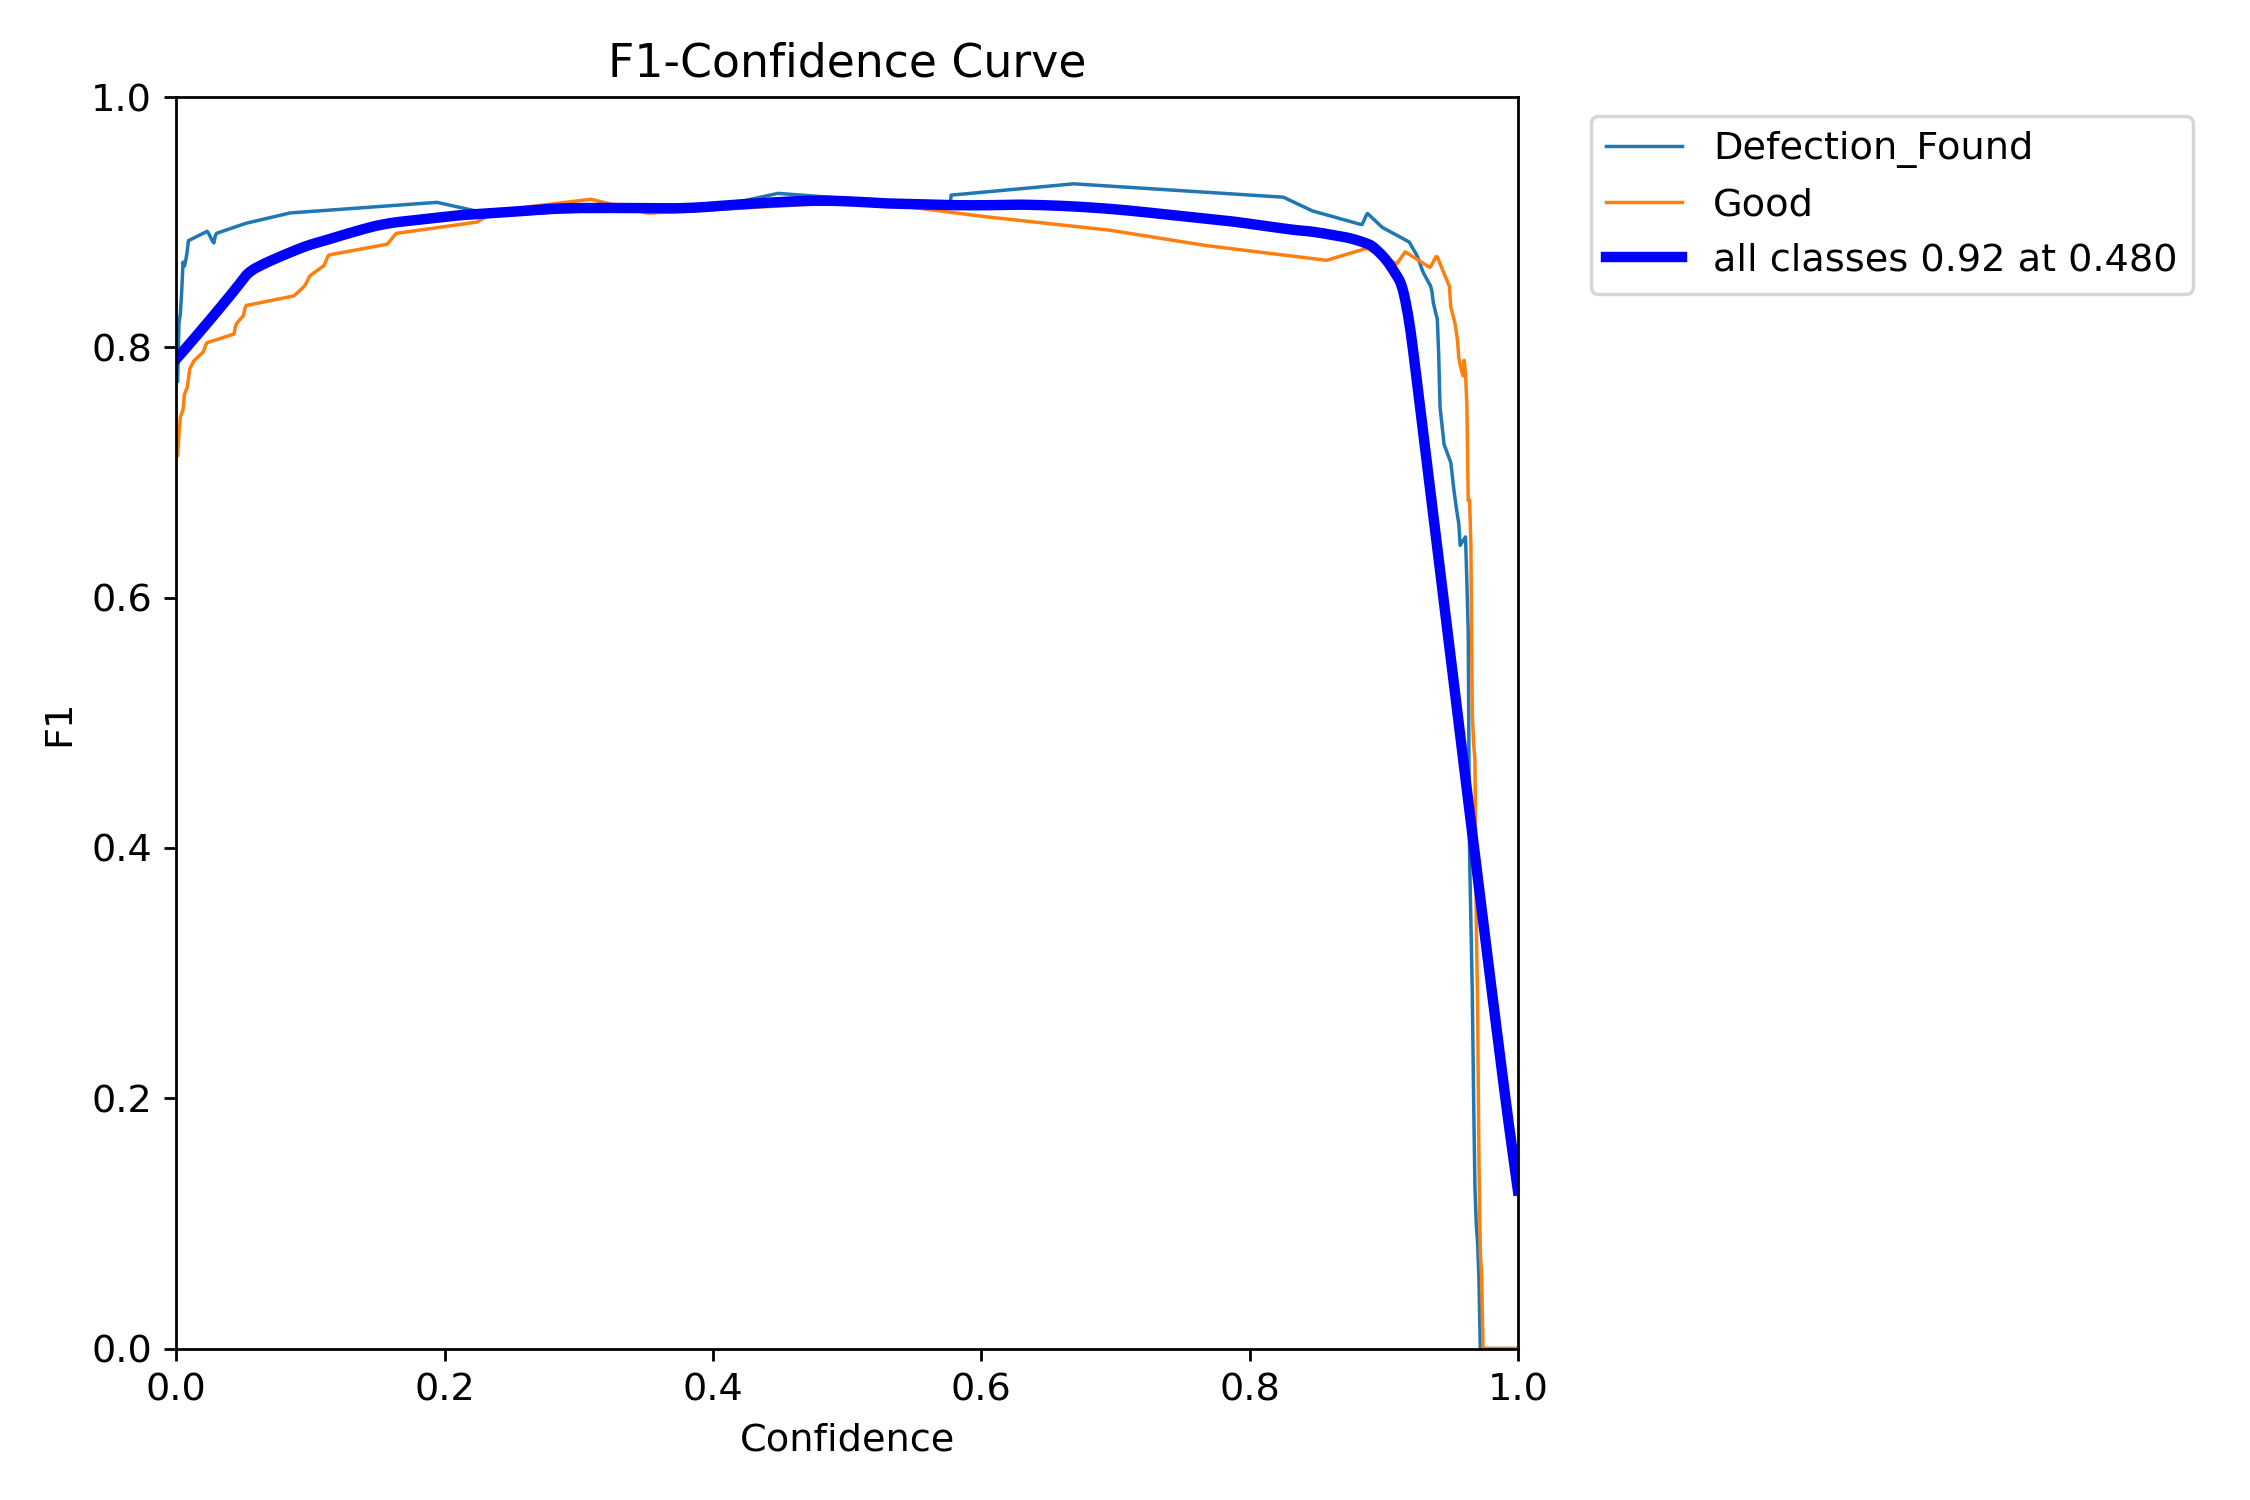 F1-Confidence Curve
1.0
0.8
0.6
0.4
0.2
0.0
F1
0.0 0.2 0.4 0.6 0.8 1.0
Confidence
Defection_Found
Good
all classes 0.92 at 0.480